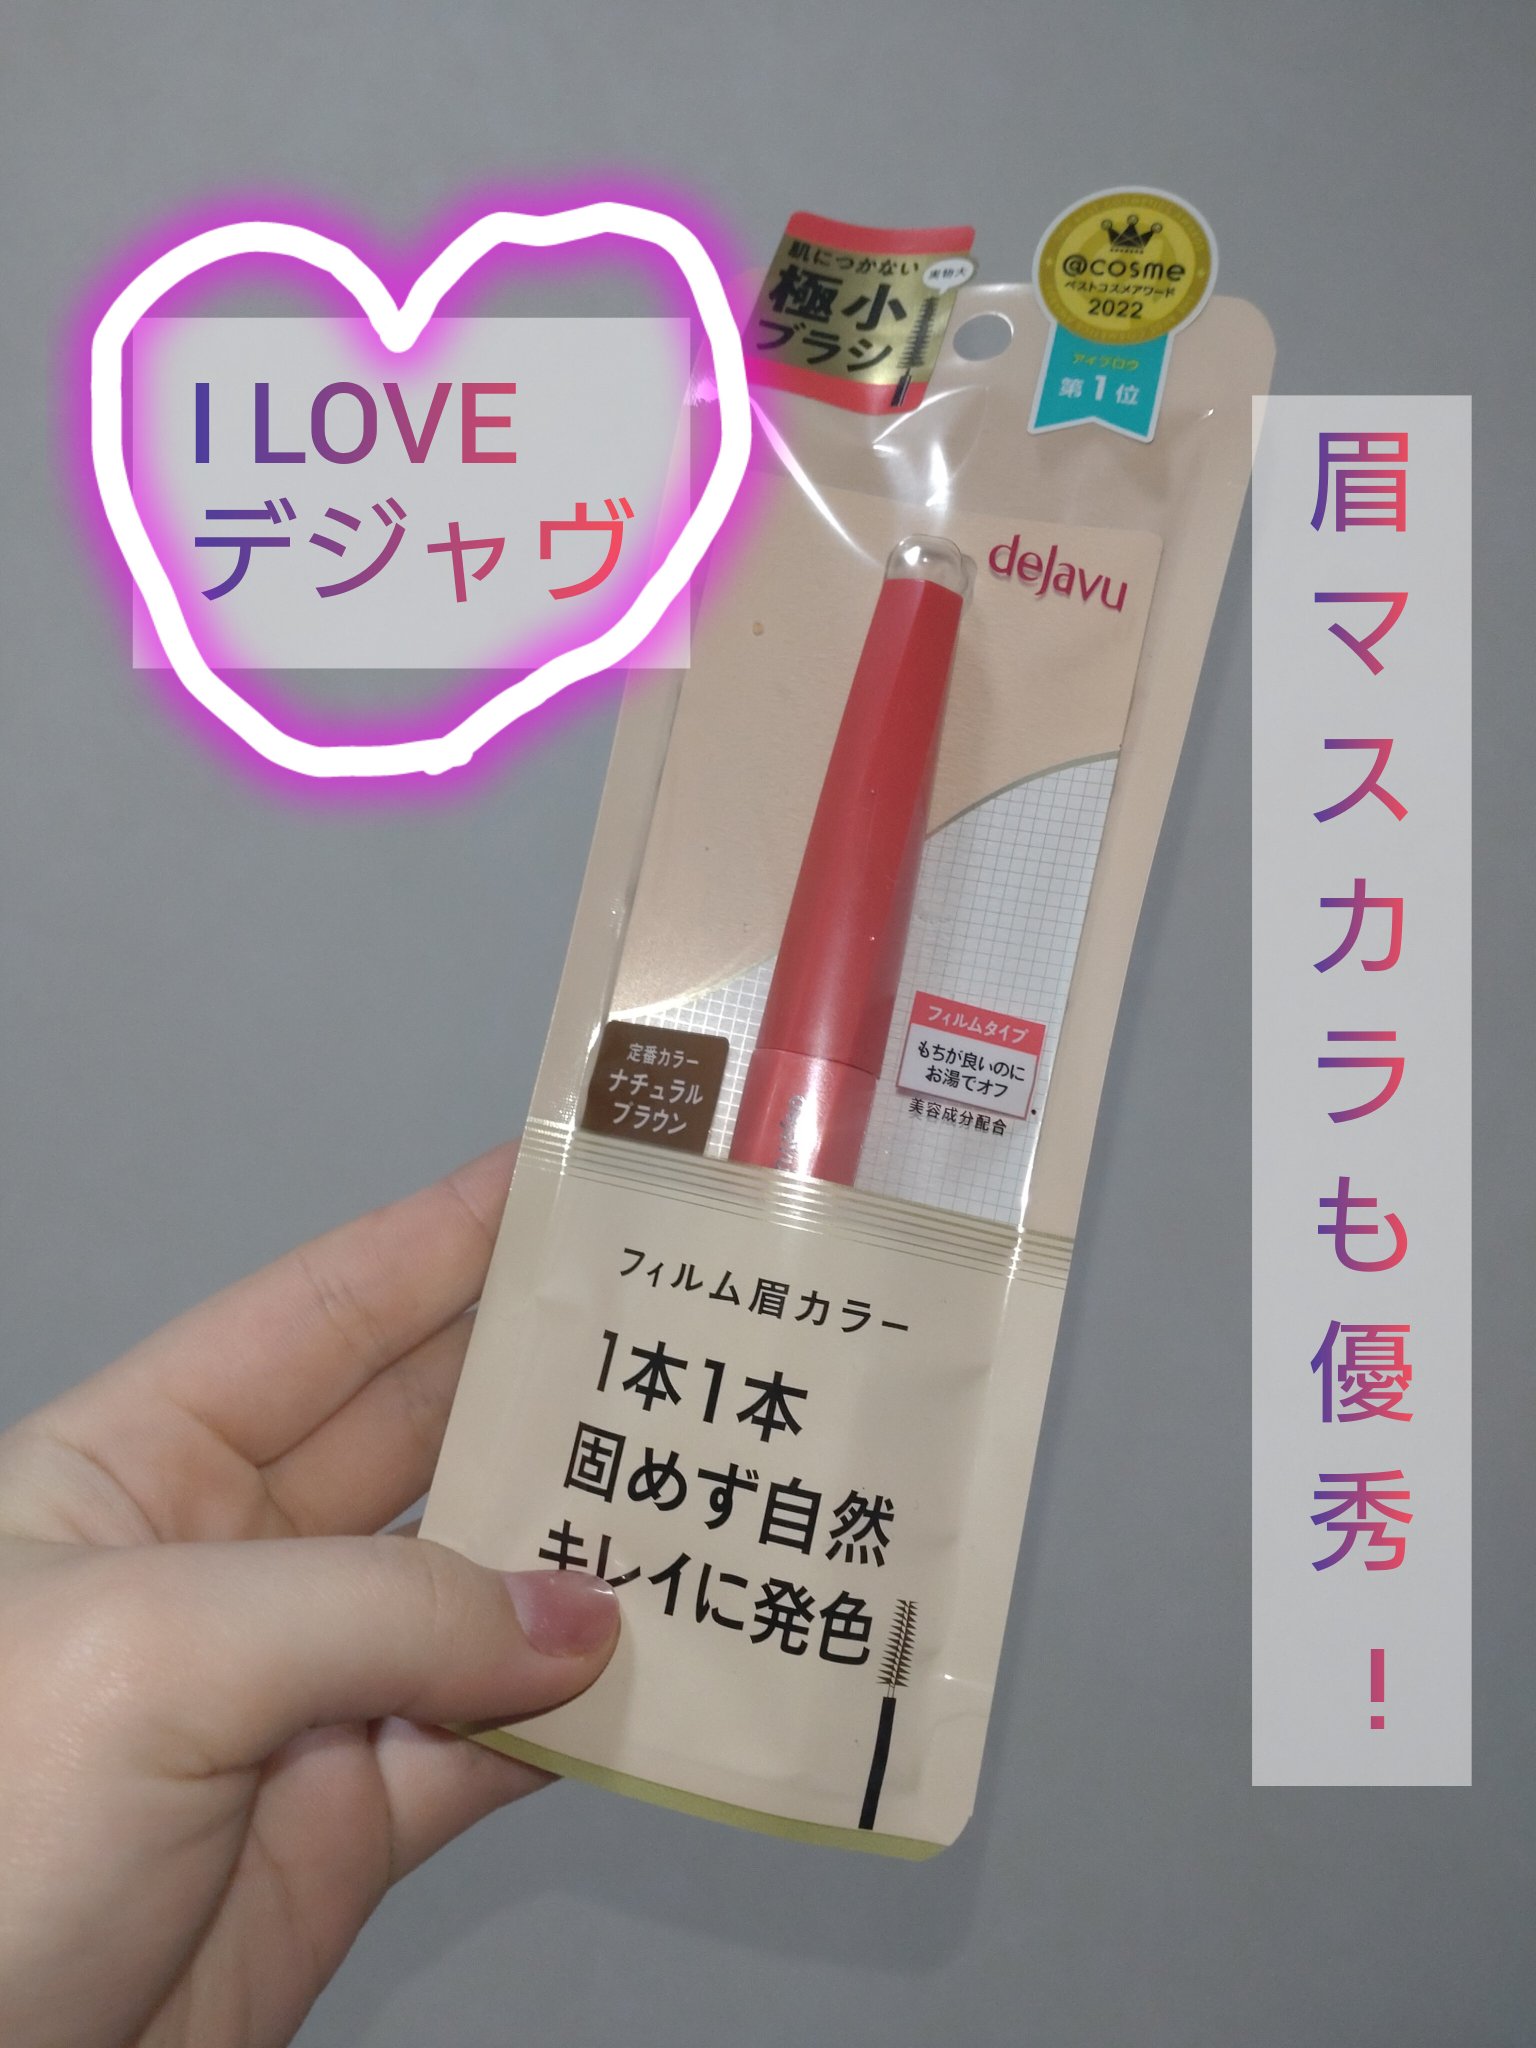 I LOVE
デジャヴ
眉マスカラも優秀！
肌につかない
極小
ブラシ
実物大
@cosme
ベストコスメアワード
2022
アイブロウ
第1位
dejavu
フィルムタイプ
もちが良いのに
お湯でオフ
美容成分配合
定番カラー
ナチュラル
ブラウン
フィルム眉カラー
1本1本
固めず自然
キレイに発色